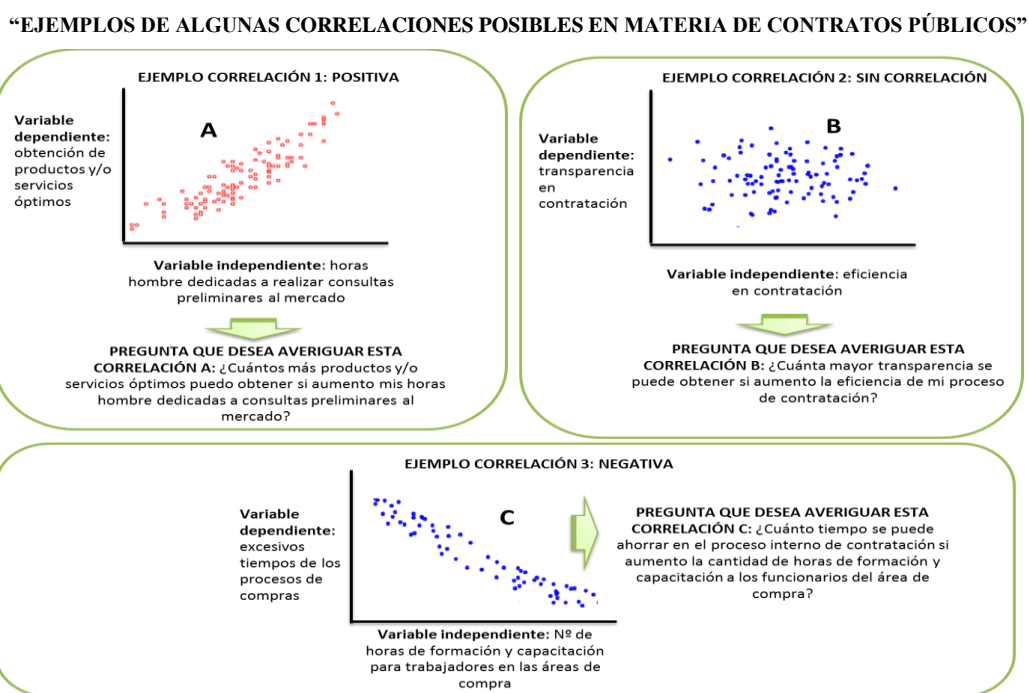 “EJEMPLOS DE ALGUNAS CORRELACIONES POSIBLES EN MATERIA DE CONTRATOS PÚBLICOS”
EJEMPLO CORRELACIÓN 1: POSITIVA
Variable
dependiente:
obtención de
productos y/o
servicios
óptimos
A
Variable independiente: horas
hombre dedicadas a realizar consultas
preliminares al mercado
PREGUNTA QUE DESEA AVERIGUAR ESTA
CORRELACIÓN A: ¿Cuántos más productos y/o
servicios óptimos puedo obtener si aumento mis horas
hombre dedicadas a consultas preliminares al
mercado?
EJEMPLO CORRELACIÓN 2: SIN CORRELACIÓN
Variable
dependiente:
transparencia
en
contratación
B
Variable independiente: eficiencia
en contratación
PREGUNTA QUE DESEA AVERIGUAR ESTA
CORRELACIÓN B: ¿Cuánta mayor transparencia se
puede obtener si aumento la eficiencia de mi proceso
de contratación?
EJEMPLO CORRELACIÓN 3: NEGATIVA
Variable
dependiente:
excesivos
tiempos de los
procesos de
compras
C
Variable independiente: Nº de
horas de formación y capacitación
para trabajadores en las áreas de
compra
PREGUNTA QUE DESEA AVERIGUAR ESTA
CORRELACIÓN C: ¿Cuánto tiempo se puede
ahorrar en el proceso interno de contratación si
aumento la cantidad de horas de formación y
capacitación a los funcionarios del área de
compra?